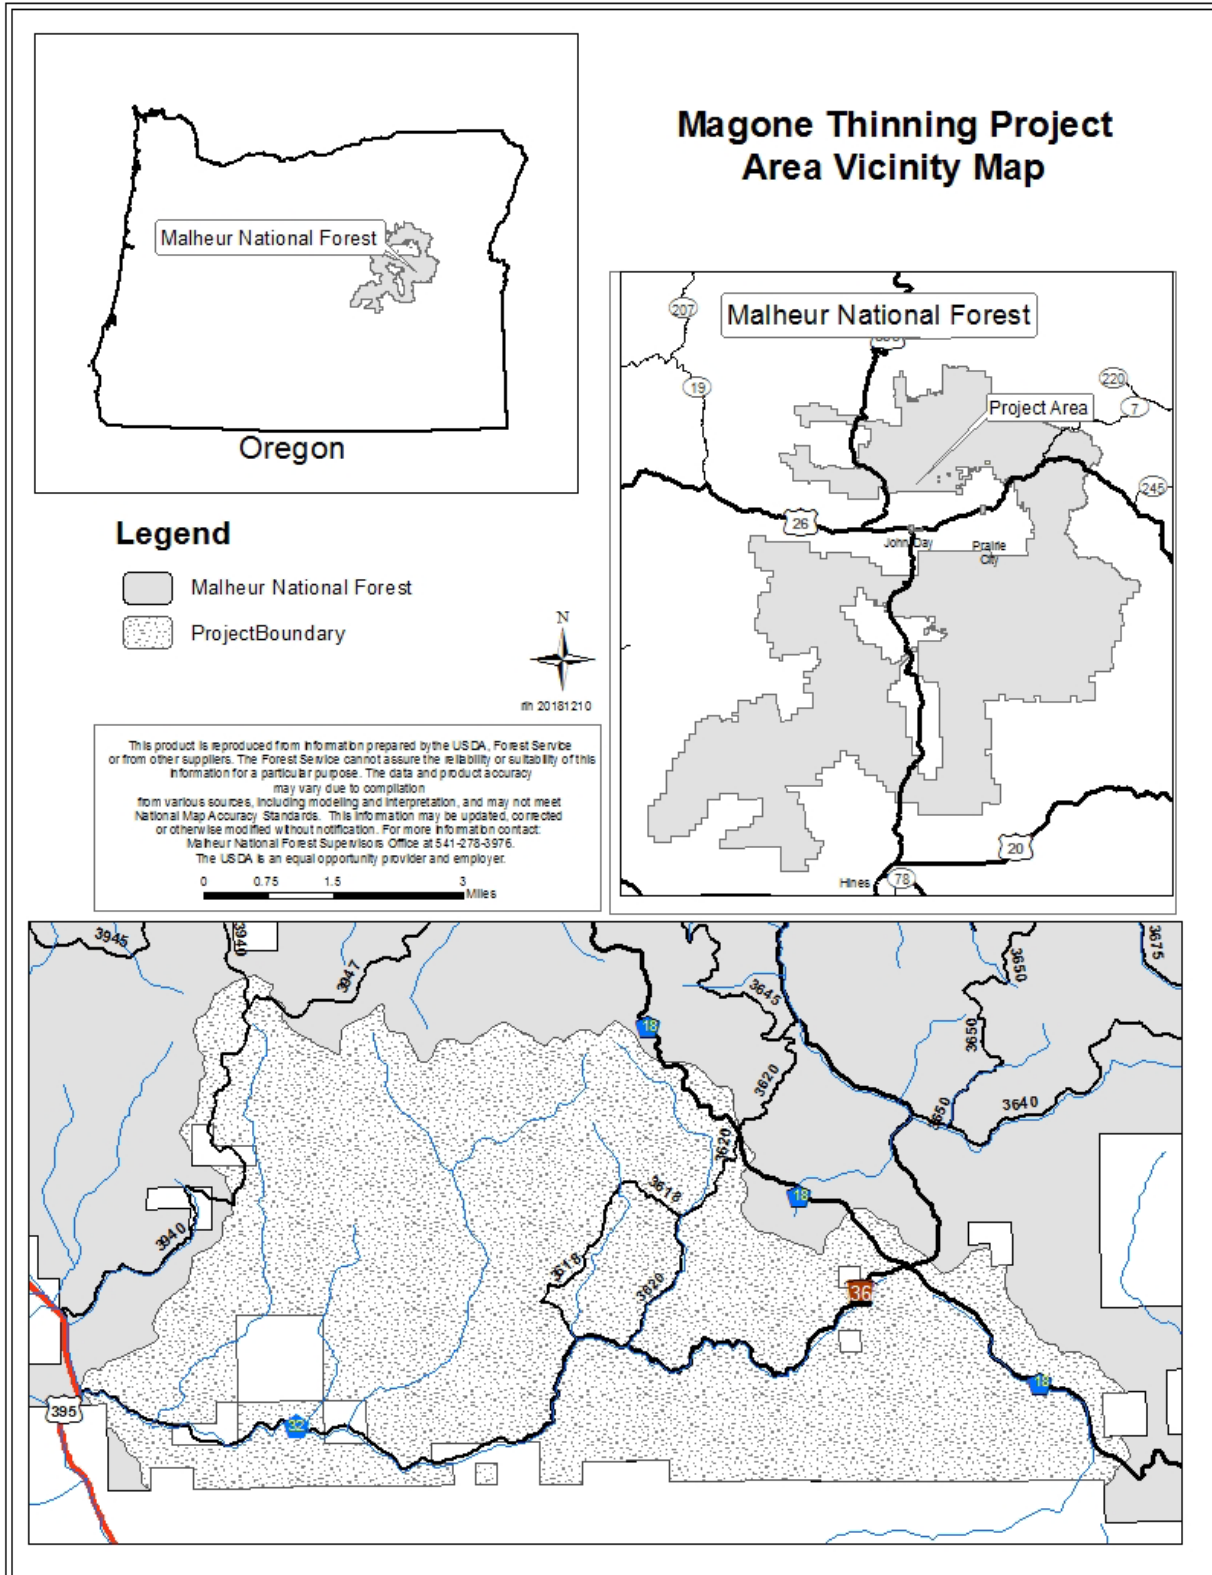 Magone Thinning Project
Area Vicinity Map
Malheur National Forest
Oregon
Malheur National Forest
207
19
220
7
Project Area
245
26
John Day
Prairie
City
20
Hines
78
Legend
Malheur National Forest
ProjectBoundary
N
rlh 20181210
This product is reproduced from information prepared by the USDA, Forest Service
or from other suppliers. The Forest Service cannot assure the reliability or suitability of this
information for a particular purpose. The data and product accuracy
may vary due to compilation
from various sources, including modeling and interpretation, and may not meet
National Map Accuracy Standards. This information may be updated, corrected
or otherwise modified without notification. For more information contact:
Malheur National Forest Supervisors Office at 541-278-3976.
The USDA is an equal opportunity provider and employer.
0 0.75 1.5 3
Miles
3945
3940
3947
18
3645
3650
3675
3650
3620
3650
3640
3620
3618
18
3940
3618
3620
36
18
395
32